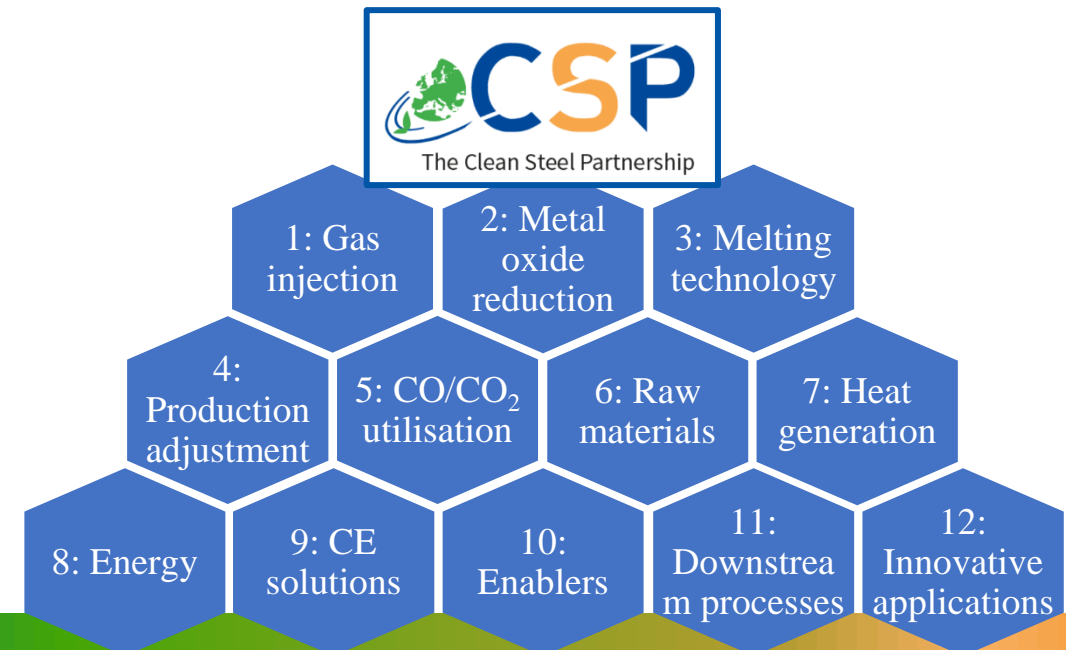 CSP
The Clean Steel Partnership
1: Gas
injection
2: Metal
oxide
reduction
3: Melting
technology
4:
Production
adjustment
5: CO/CO₂
utilisation
6: Raw
materials
7: Heat
generation
8: Energy
9: CE
solutions
10:
Enablers
11:
Downstrea
m processes
12:
Innovative
applications